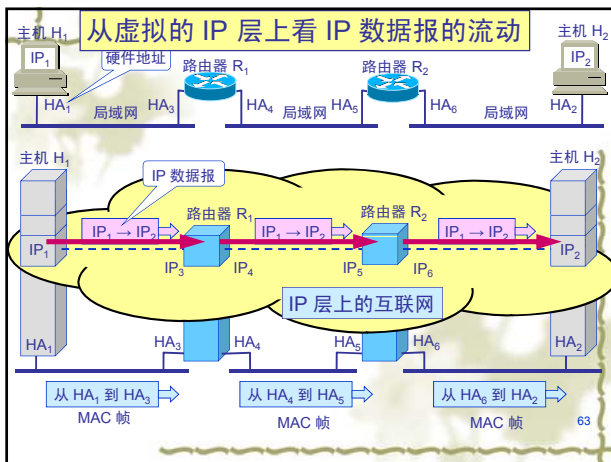 从虚拟的 IP 层上看 IP 数据报的流动
主机 H1
主机 H2
IP1
硬件地址
路由器 R1
路由器 R2
IP2
HA1
HA3
HA4
HA5
HA6
HA2
局域网
局域网
局域网
主机 H1
主机 H2
IP 数据报
路由器 R1
路由器 R2
IP1 → IP2
IP1 → IP2
IP1 → IP2
IP1
IP2
IP3
IP4
IP5
IP6
IP 层上的互联网
HA1
HA3
HA4
HA5
HA6
HA2
从 HA1 到 HA3
从 HA4 到 HA5
从 HA6 到 HA2
MAC 帧
MAC 帧
MAC 帧
63